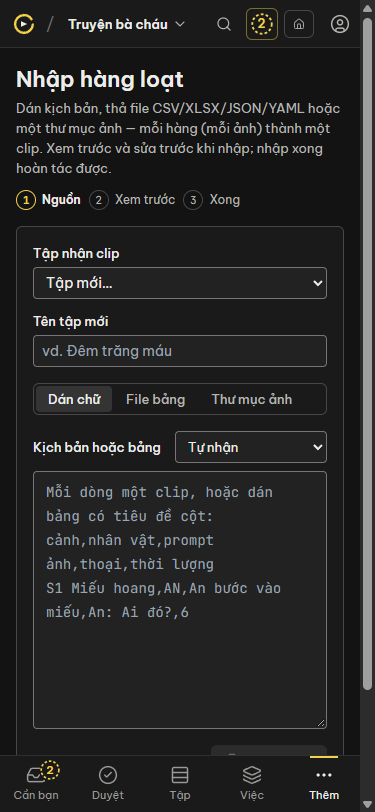 / Truyện bà cháu
2
Nhập hàng loạt
Dán kịch bản, thả file CSV/XLSX/JSON/YAML hoặc
một thư mục ảnh — mỗi hàng (mỗi ảnh) thành một
clip. Xem trước và sửa trước khi nhập; nhập xong
hoàn tác được.
1 Nguồn 2 Xem trước 3 Xong
Tập nhận clip
Tập mới...
Tên tập mới
vd. Đêm trăng máu
Dán chữ File bảng Thư mục ảnh
Kịch bản hoặc bảng Tự nhận
Mỗi dòng một clip, hoặc dán
bảng có tiêu đề cột:
cảnh,nhân vật,prompt
ảnh,thoại,thời lượng
S1 Miếu hoang,AN,An bước vào
miếu,An: Ai đó?,6
2
Cần bạn Duyệt Tập Việc Thêm